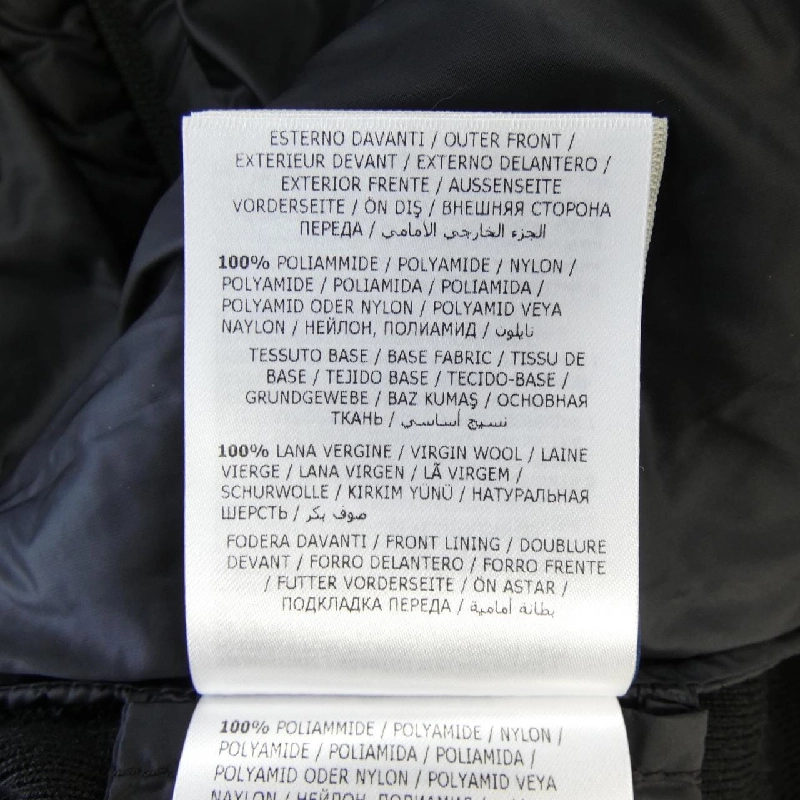 ESTERNO DAVANTI / OUTER FRONT /
EXTERIEUR DEVANT / EXTERNO DELANTERO /
EXTERIOR FRENTE / AUSSENSEITE
VORDERSEITE / ÖN DIŞ / ВНЕШНЯЯ СТОРОНА
ПЕРЕДА / الجزء الخارجي الأمامي
100% POLIAMMIDE / POLYAMIDE / NYLON /
POLYAMIDE / POLIAMIDA / POLIAMIDA /
POLYAMID ODER NYLON / POLYAMID VEYA
NAYLON / НЕЙЛОН, ПОЛИАМИД / نايلون
TESSUTO BASE / BASE FABRIC / TISSU DE
BASE / TEJIDO BASE / TECIDO-BASE /
GRUNDGEWEBE / BAZ KUMAŞ / ОСНОВНАЯ
ТКАНЬ / نسيج أساسي
100% LANA VERGINE / VIRGIN WOOL / LAINE
VIERGE / LANA VIRGEN / LÃ VIRGEM /
SCHURWOLLE / KIRKIM YÜNÜ / НАТУРАЛЬНАЯ
ШЕРСТЬ / صوف بكر
FODERA DAVANTI / FRONT LINING / DOUBLURE
DEVANT / FORRO DELANTERO / FORRO FRENTE
/ FUTTER VORDERSEITE / ÖN ASTAR /
ПОДКЛАДКА ПЕРЕДА / بطانة أمامية
100% POLIAMMIDE / POLYAMIDE / NYLON /
POLYAMIDE / POLIAMIDA / POLIAMIDA /
POLYAMID ODER NYLON / POLYAMID VEYA
NAYLON / НЕЙЛОН, ПОЛИАМИД /